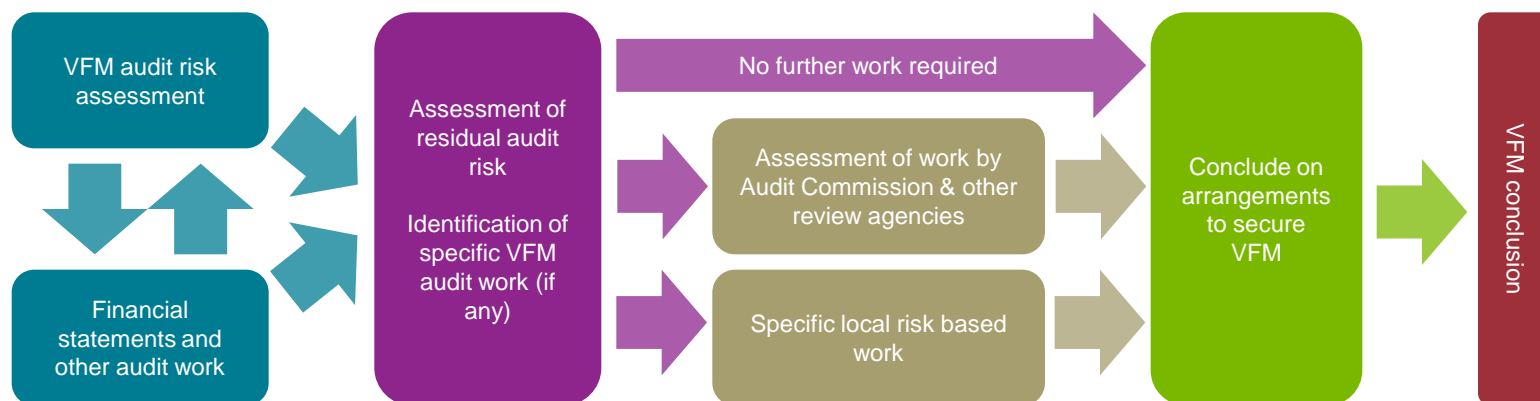 VFM audit risk
assessment
Financial
statements and
other audit work
Assessment of
residual audit
risk
Identification of
specific VFM
audit work (if
any)
No further work required
Assessment of work by
Audit Commission & other
review agencies
Specific local risk based
work
Conclude on
arrangements
to secure
VFM
VFM conclusion